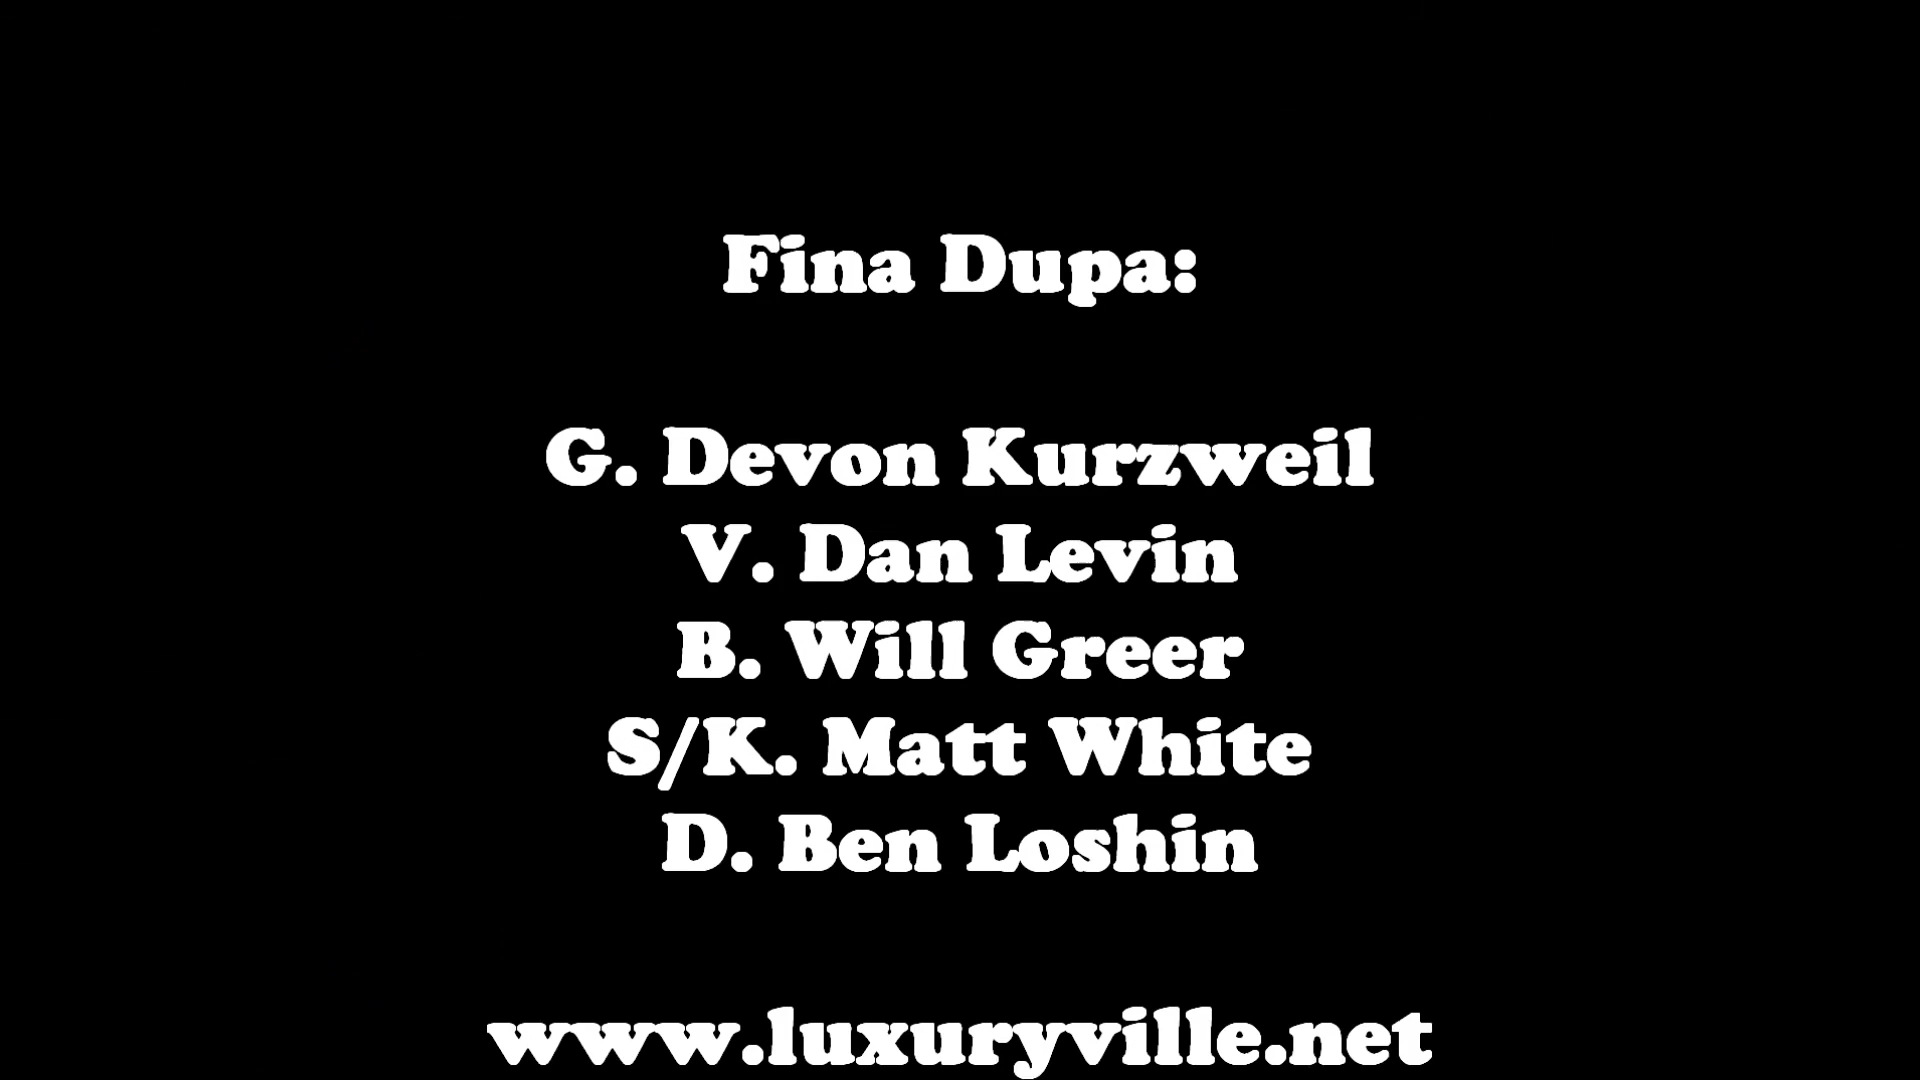 Fina Dupa:
G. Devon Kurzweil
V. Dan Levin
B. Will Greer
S/K. Matt White
D. Ben Loshin
www.luxuryville.net